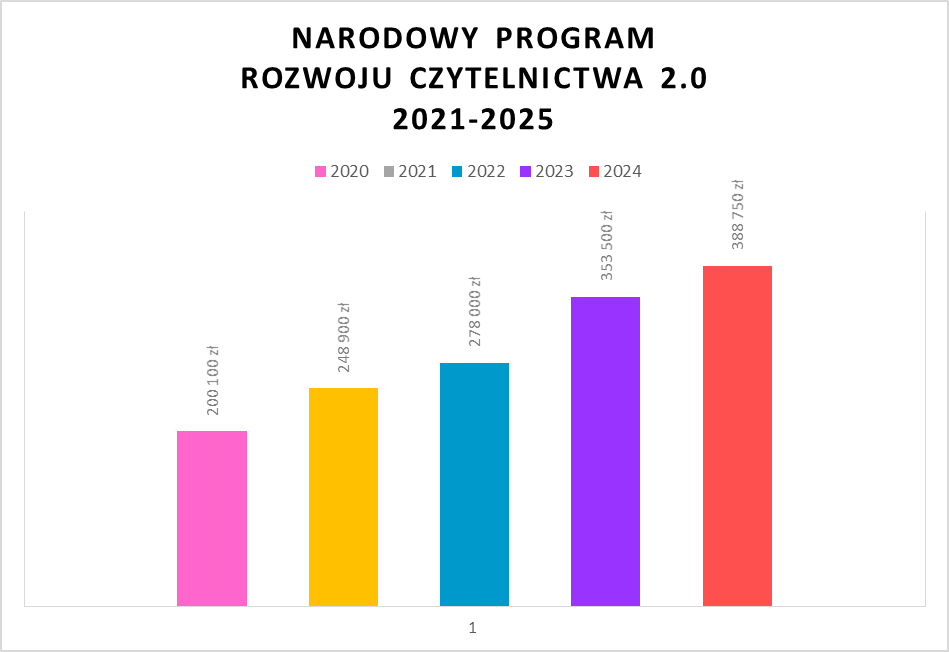 NARODOWY PROGRAM
ROZWOJU CZYTELNICTWA 2.0
2021-2025
2020 2021 2022 2023 2024
200 100 zł
248 900 zł
278 000 zł
353 500 zł
388 750 zł
1